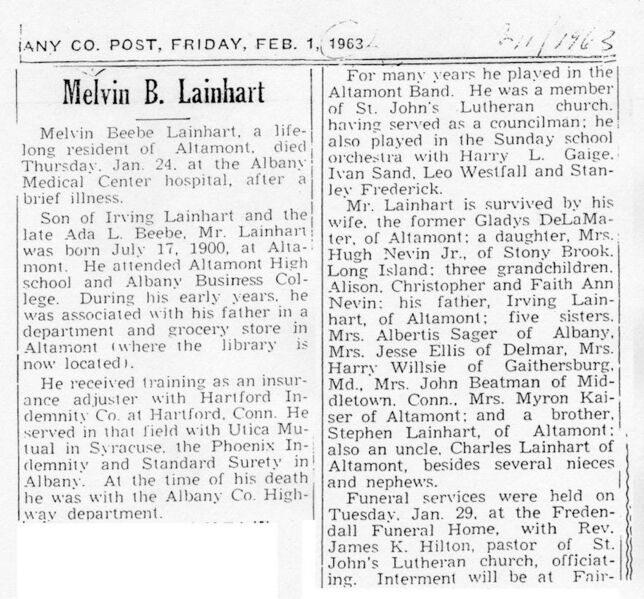 ANY CO. POST, FRIDAY, FEB. 1, 1963
Melvin B. Lainhart
Melvin Beebe Lainhart, a life-
long resident of Altamont, died
Thursday, Jan. 24, at the Albany
Medical Center hospital, after a
brief illness.
Son of Irving Lainhart and the
late Ada L. Beebe, Mr. Lainhart
was born July 17, 1900, at Alta-
mont. He attended Altamont High
school and Albany Business Col-
lege. During his early years, he
was associated with his father in a
department and grocery store in
Altamont (where the library is
now located).
He received training as an insur-
ance adjuster with Hartford In-
demnity Co. at Hartford, Conn. He
served in that field with Utica Mu-
tual in Syracuse, the Phoenix In-
demnity and Standard Surety in
Albany. At the time of his death
he was with the Albany Co. High-
way department.
For many years he played in the
Altamont Band. He was a member
of St. John's Lutheran church,
having served as a councilman; he
also played in the Sunday school
orchestra with Harry L. Gaige,
Ivan Sand, Leo Westfall and Stan-
ley Frederick.
Mr. Lainhart is survived by his
wife, the former Gladys DeLaMa-
ter, of Altamont; a daughter, Mrs.
Hugh Nevin Jr., of Stony Brook,
Long Island; three grandchildren,
Alison, Christopher and Faith Ann
Nevin; his father, Irving Lain-
hart, of Altamont; five sisters,
Mrs. Albertis Sager of Albany,
Mrs. Jesse Ellis of Delmar, Mrs.
Harry Willsie of Gaithersburg,
Md., Mrs. John Beatman of Mid-
dletown, Conn., Mrs. Myron Kai-
ser of Altamont; and a brother,
Stephen Lainhart, of Altamont;
also an uncle, Charles Lainhart of
Altamont, besides several nieces
and nephews.
Funeral services were held on
Tuesday, Jan. 29, at the Freden-
dall Funeral Home, with Rev.
James K. Hilton, pastor of St.
John's Lutheran church, officiat-
ing. Interment will be at Fair-